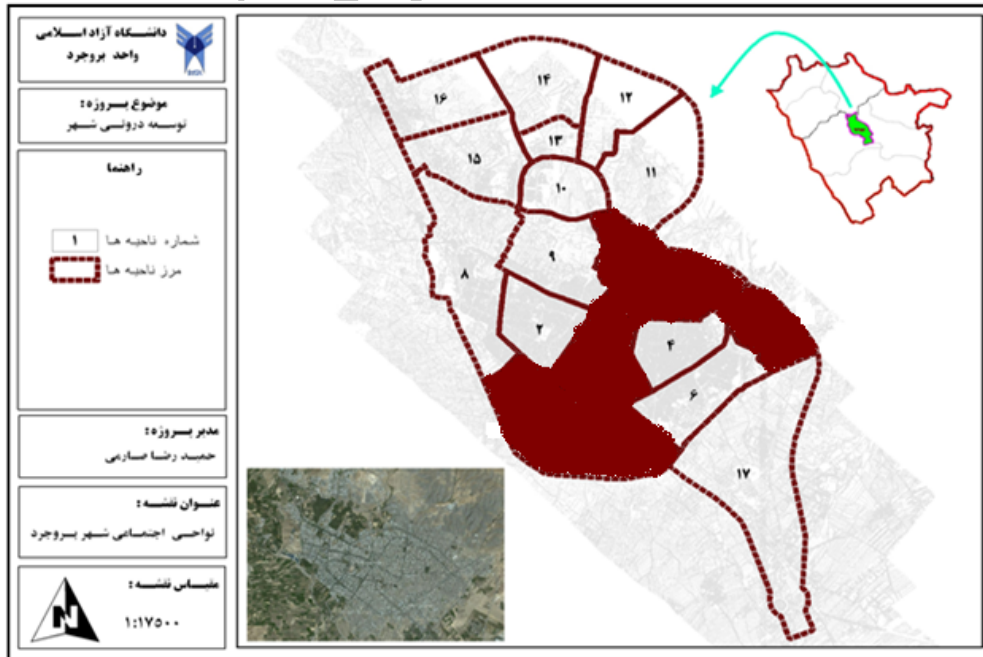 دانشگاه آزاد اسلامی
واحد بروجرد
موضوع پروژه:
توسعه درونی شهر
راهنما
۱ شماره ناحیه ها
مرز ناحیه ها
مدیر پروژه:
حمید رضا صارمی
عنوان نقشه:
نواحی اجتماعی شهر بروجرد
مقیاس نقشه:
N
۱:۱۷۵۰۰
۱۴
۱۶
۱۲
۱۳
۱۵
۱۱
۱۰
۹
۸
۲
۴
۶
۱۷